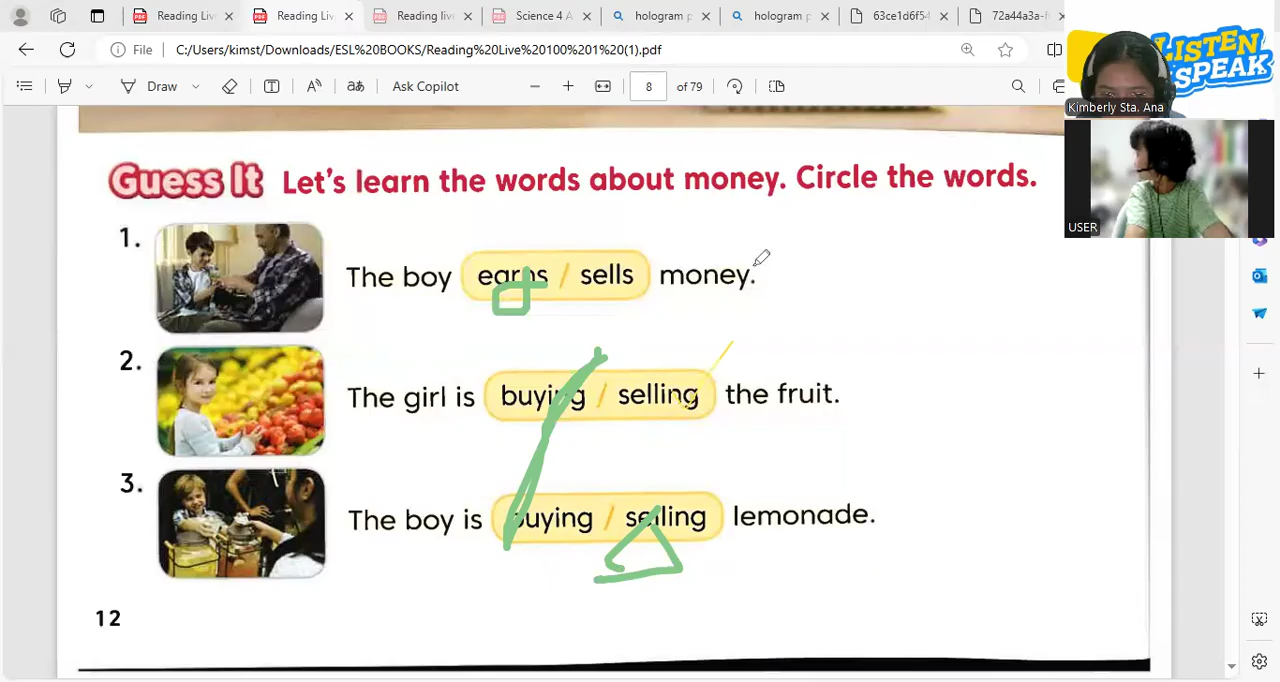 Reading Liv
Reading Liv
Reading live
Science 4 A
hologram p
hologram p
63ce1d6f54
72a44a3a-f
File
C:/Users/kimst/Downloads/ESL%20BOOKS/Reading%20Live%20100%201%20(1).pdf
Draw
Ask Copilot
8
of 79
LISTEN
SPEAK
Kimberly Sta. Ana
USER
Guess It Let's learn the words about money. Circle the words.
1. The boy earns / sells money.
2. The girl is buying / selling the fruit.
3. The boy is buying / selling lemonade.
12